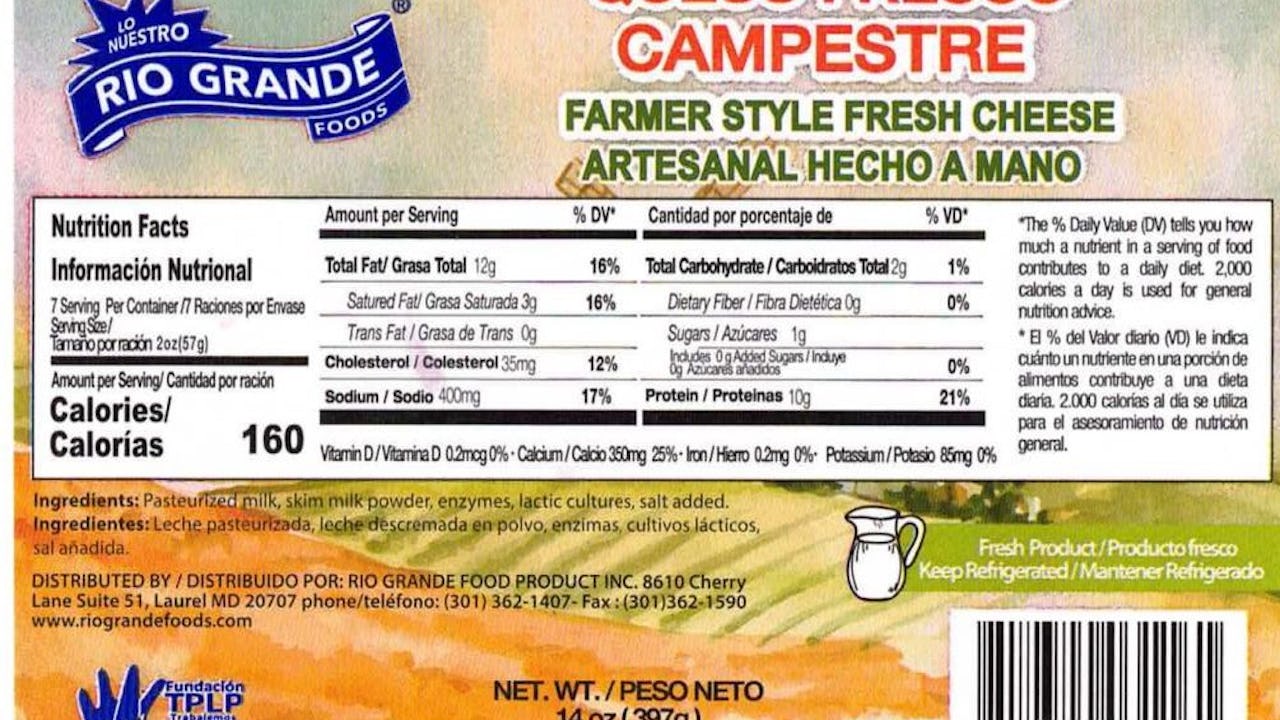 LO
NUESTRO
RIO GRANDE
FOODS
®
QUESO FRESCO
CAMPESTRE
FARMER STYLE FRESH CHEESE
ARTESANAL HECHO A MANO
Nutrition Facts
Información Nutrional
7 Serving Per Container /7 Raciones por Envase
Serving Size/
Tamaño por ración 2oz(57g)
Amount per Serving/ Cantidad por ración
Calories/
Calorías 160
Amount per Serving % DV*
Total Fat/ Grasa Total 12g 16%
Satured Fat/ Grasa Saturada 3g 16%
Trans Fat / Grasa de Trans 0g
Cholesterol / Colesterol 35mg 12%
Sodium / Sodio 400mg 17%
Cantidad por porcentaje de % VD*
Total Carbohydrate / Carboidratos Total 2g 1%
Dietary Fiber / Fibra Dietética 0g 0%
Sugars / Azúcares 1g
Includes 0 g Added Sugars / Incluye
0g Azúcares añadidos 0%
Protein / Proteinas 10g 21%
Vitamin D / Vitamina D 0.2mcg 0% · Calcium / Calcio 350mg 25% · Iron / Hierro 0.2mg 0% · Potassium / Potasio 85mg 0%
*The % Daily Value (DV) tells you how
much a nutrient in a serving of food
contributes to a daily diet. 2,000
calories a day is used for general
nutrition advice.
* El % del Valor diario (VD) le indica
cuánto un nutriente en una porción de
alimentos contribuye a una dieta
diaria. 2.000 calorías al día se utiliza
para el asesoramiento de nutrición
general.
Ingredients: Pasteurized milk, skim milk powder, enzymes, lactic cultures, salt added.
Ingredientes: Leche pasteurizada, leche descremada en polvo, enzimas, cultivos lácticos,
sal añadida.
DISTRIBUTED BY / DISTRIBUIDO POR: RIO GRANDE FOOD PRODUCT INC. 8610 Cherry
Lane Suite 51, Laurel MD 20707 phone/teléfono: (301) 362-1407- Fax : (301)362-1590
www.riograndefoods.com
Fresh Product / Producto fresco
Keep Refrigerated / Mantener Refrigerado
Fundación
TPLP
Trabalemos
NET. WT. / PESO NETO
14 oz ( 397g )